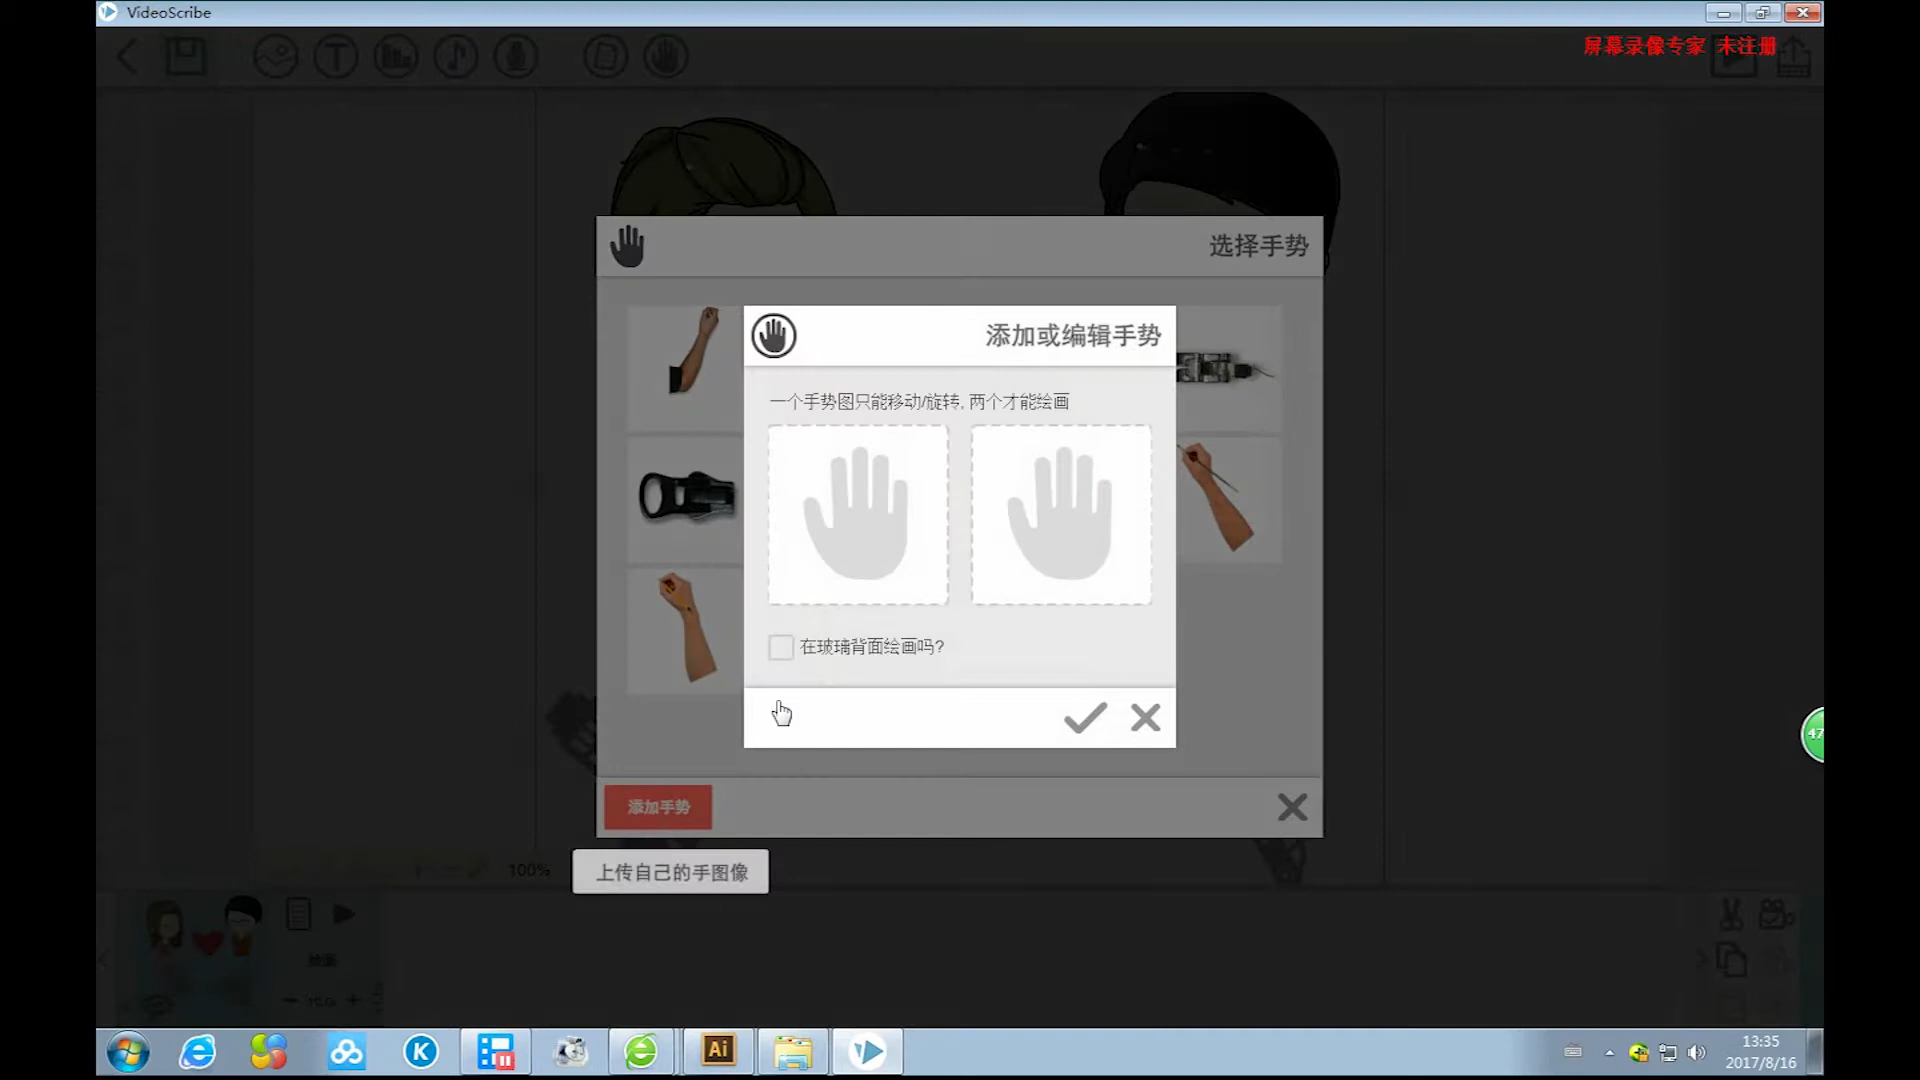 VideoScribe
屏幕录像专家 未注册
选择手势
添加或编辑手势
一个手势图只能移动/旋转, 两个才能绘画
在玻璃背面绘画吗?
添加手势
上传自己的手图像
100%
47
Ai
13:35
2017/8/16